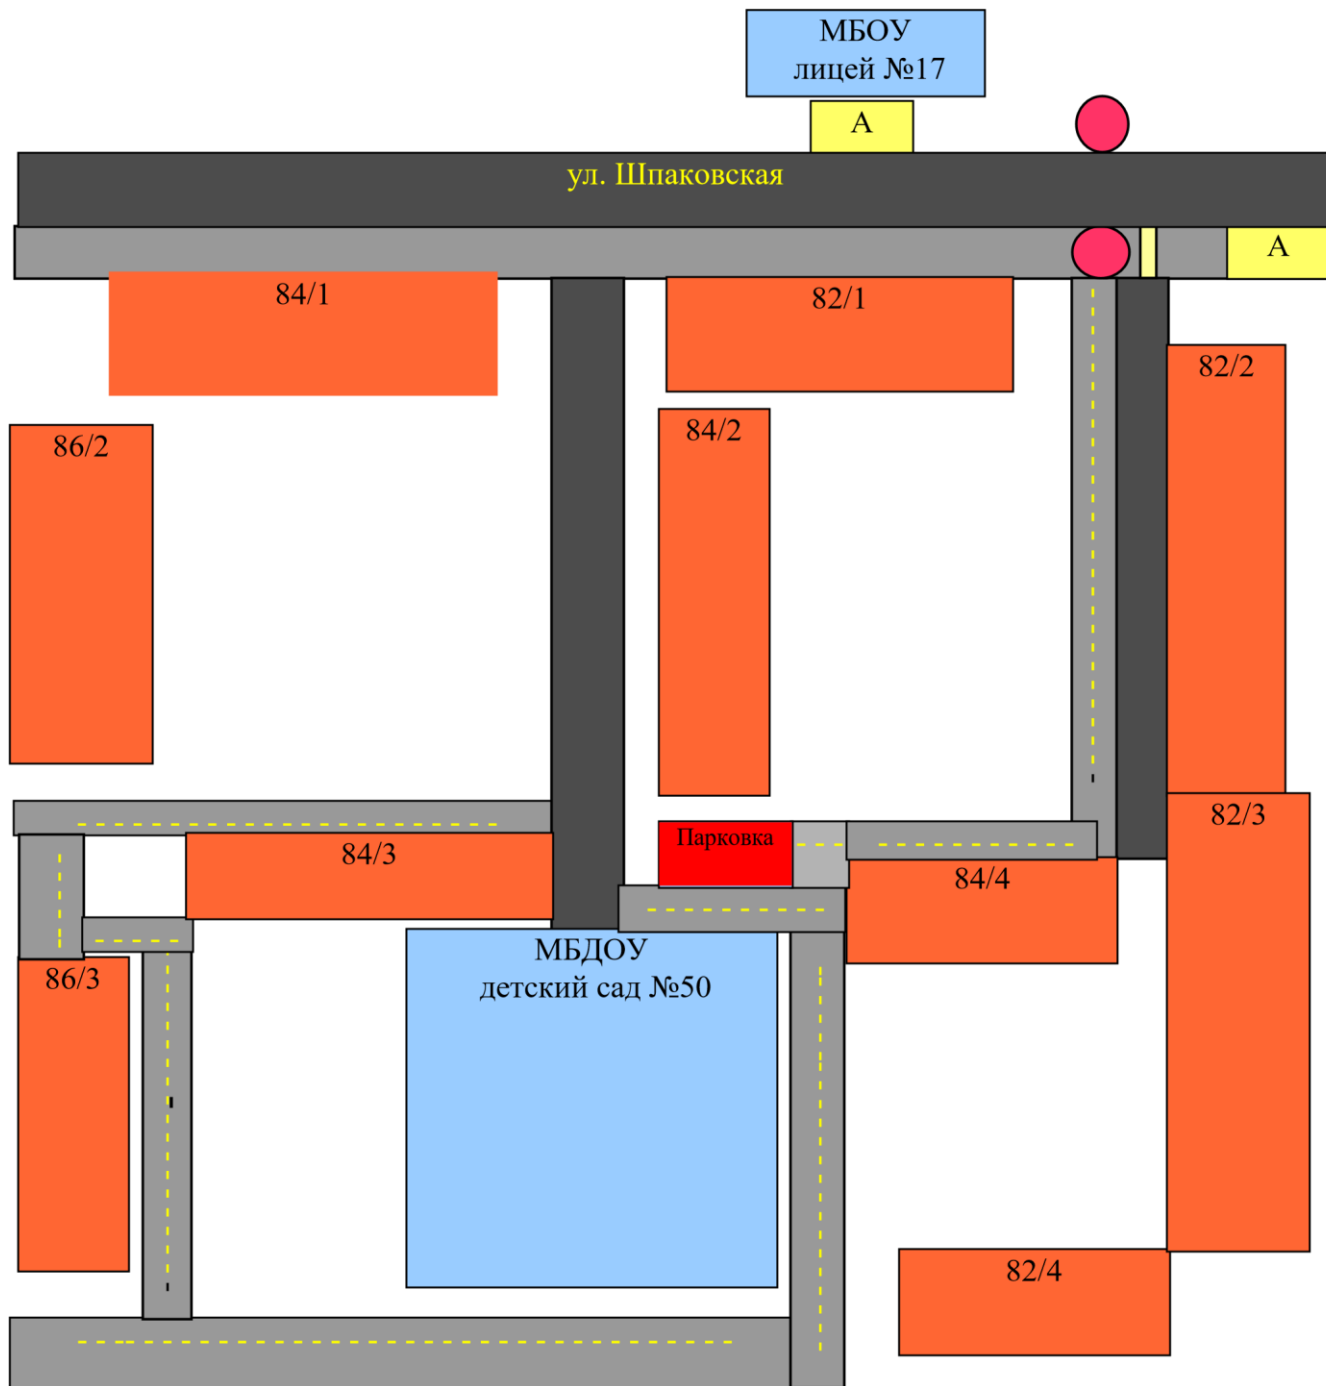 МБОУ
лицей №17
А
ул. Шпаковская
А
84/1
82/1
82/2
86/2
84/2
82/3
Парковка
84/3
84/4
МБДОУ
детский сад №50
86/3
82/4